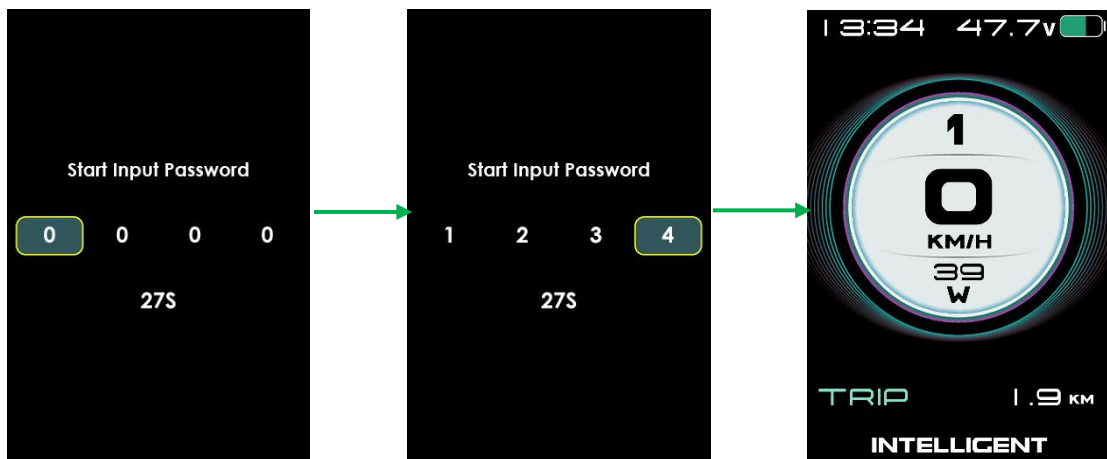 Start Input Password
0 0 0 0
27S
Start Input Password
1 2 3 4
27S
13:34 47.7V
1
0
KM/H
39
W
TRIP 1.9 KM
INTELLIGENT